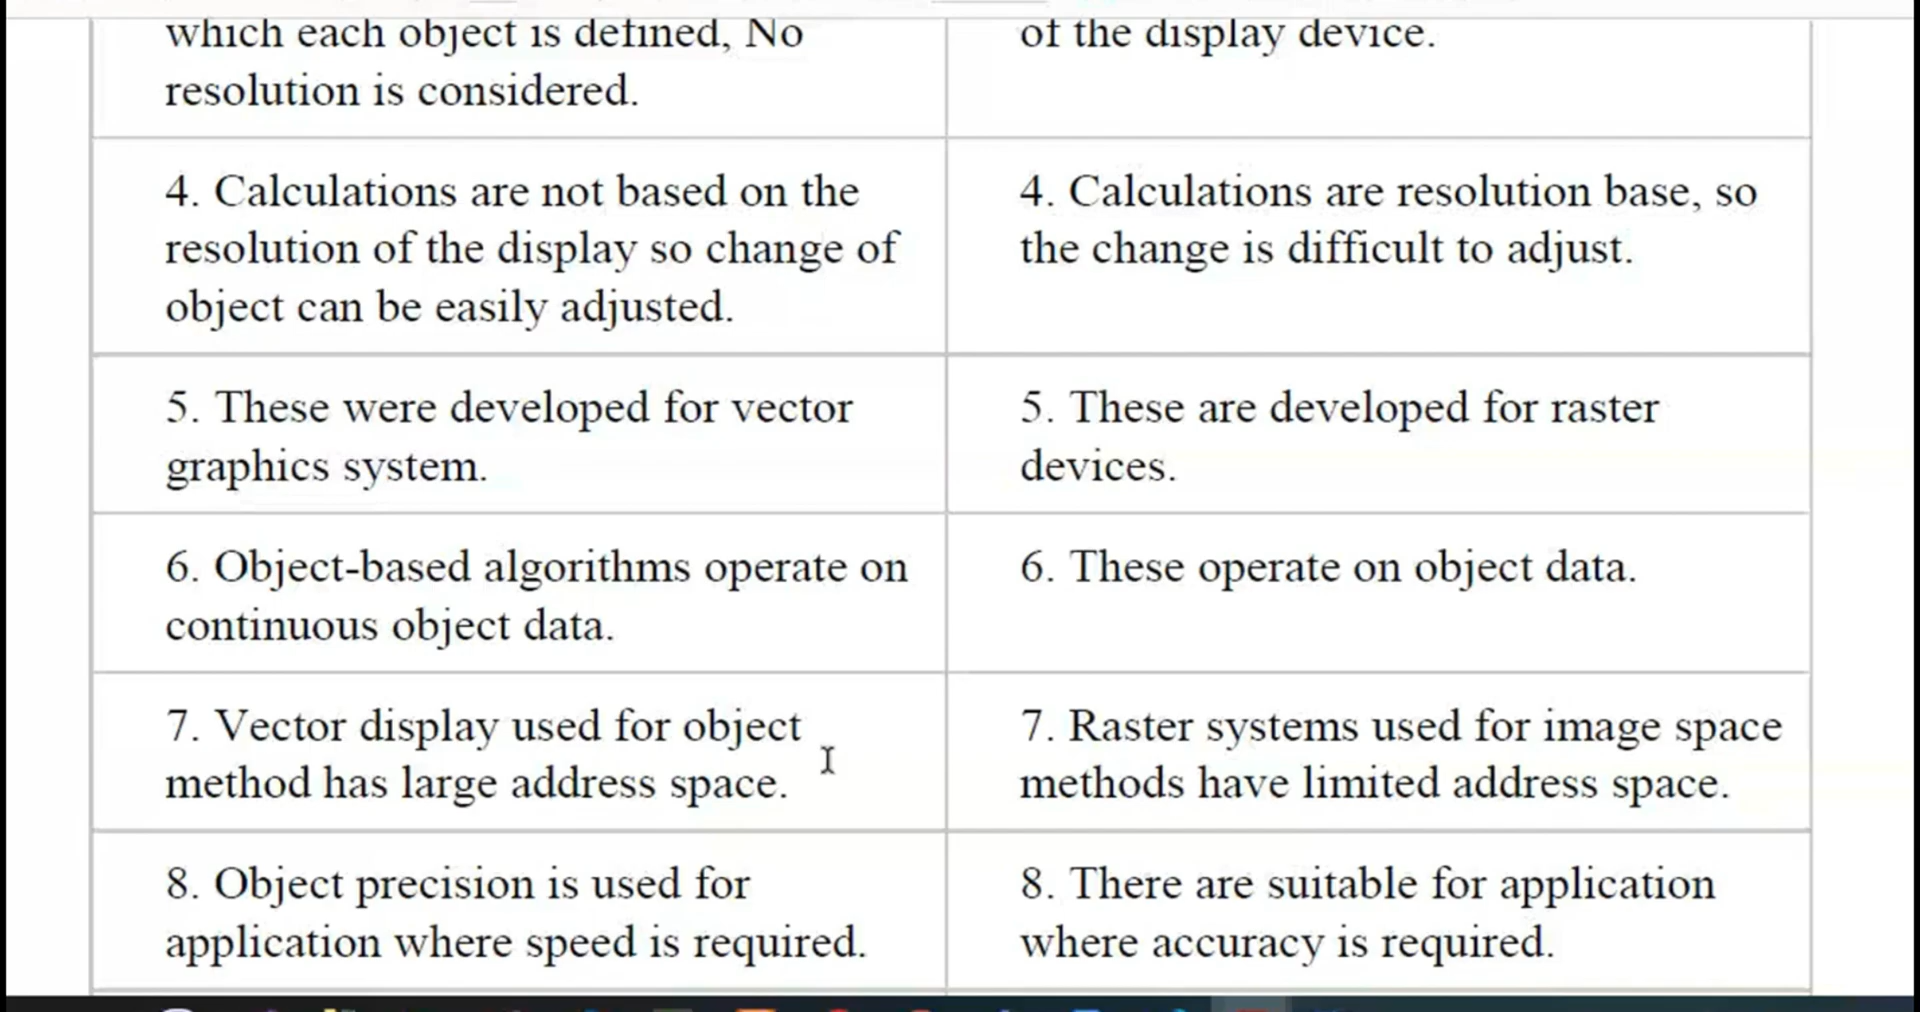 which each object is defined, No
resolution is considered.
of the display device.
4. Calculations are not based on the
resolution of the display so change of
object can be easily adjusted.
4. Calculations are resolution base, so
the change is difficult to adjust.
5. These were developed for vector
graphics system.
5. These are developed for raster
devices.
6. Object-based algorithms operate on
continuous object data.
6. These operate on object data.
7. Vector display used for object
method has large address space.
7. Raster systems used for image space
methods have limited address space.
8. Object precision is used for
application where speed is required.
8. There are suitable for application
where accuracy is required.